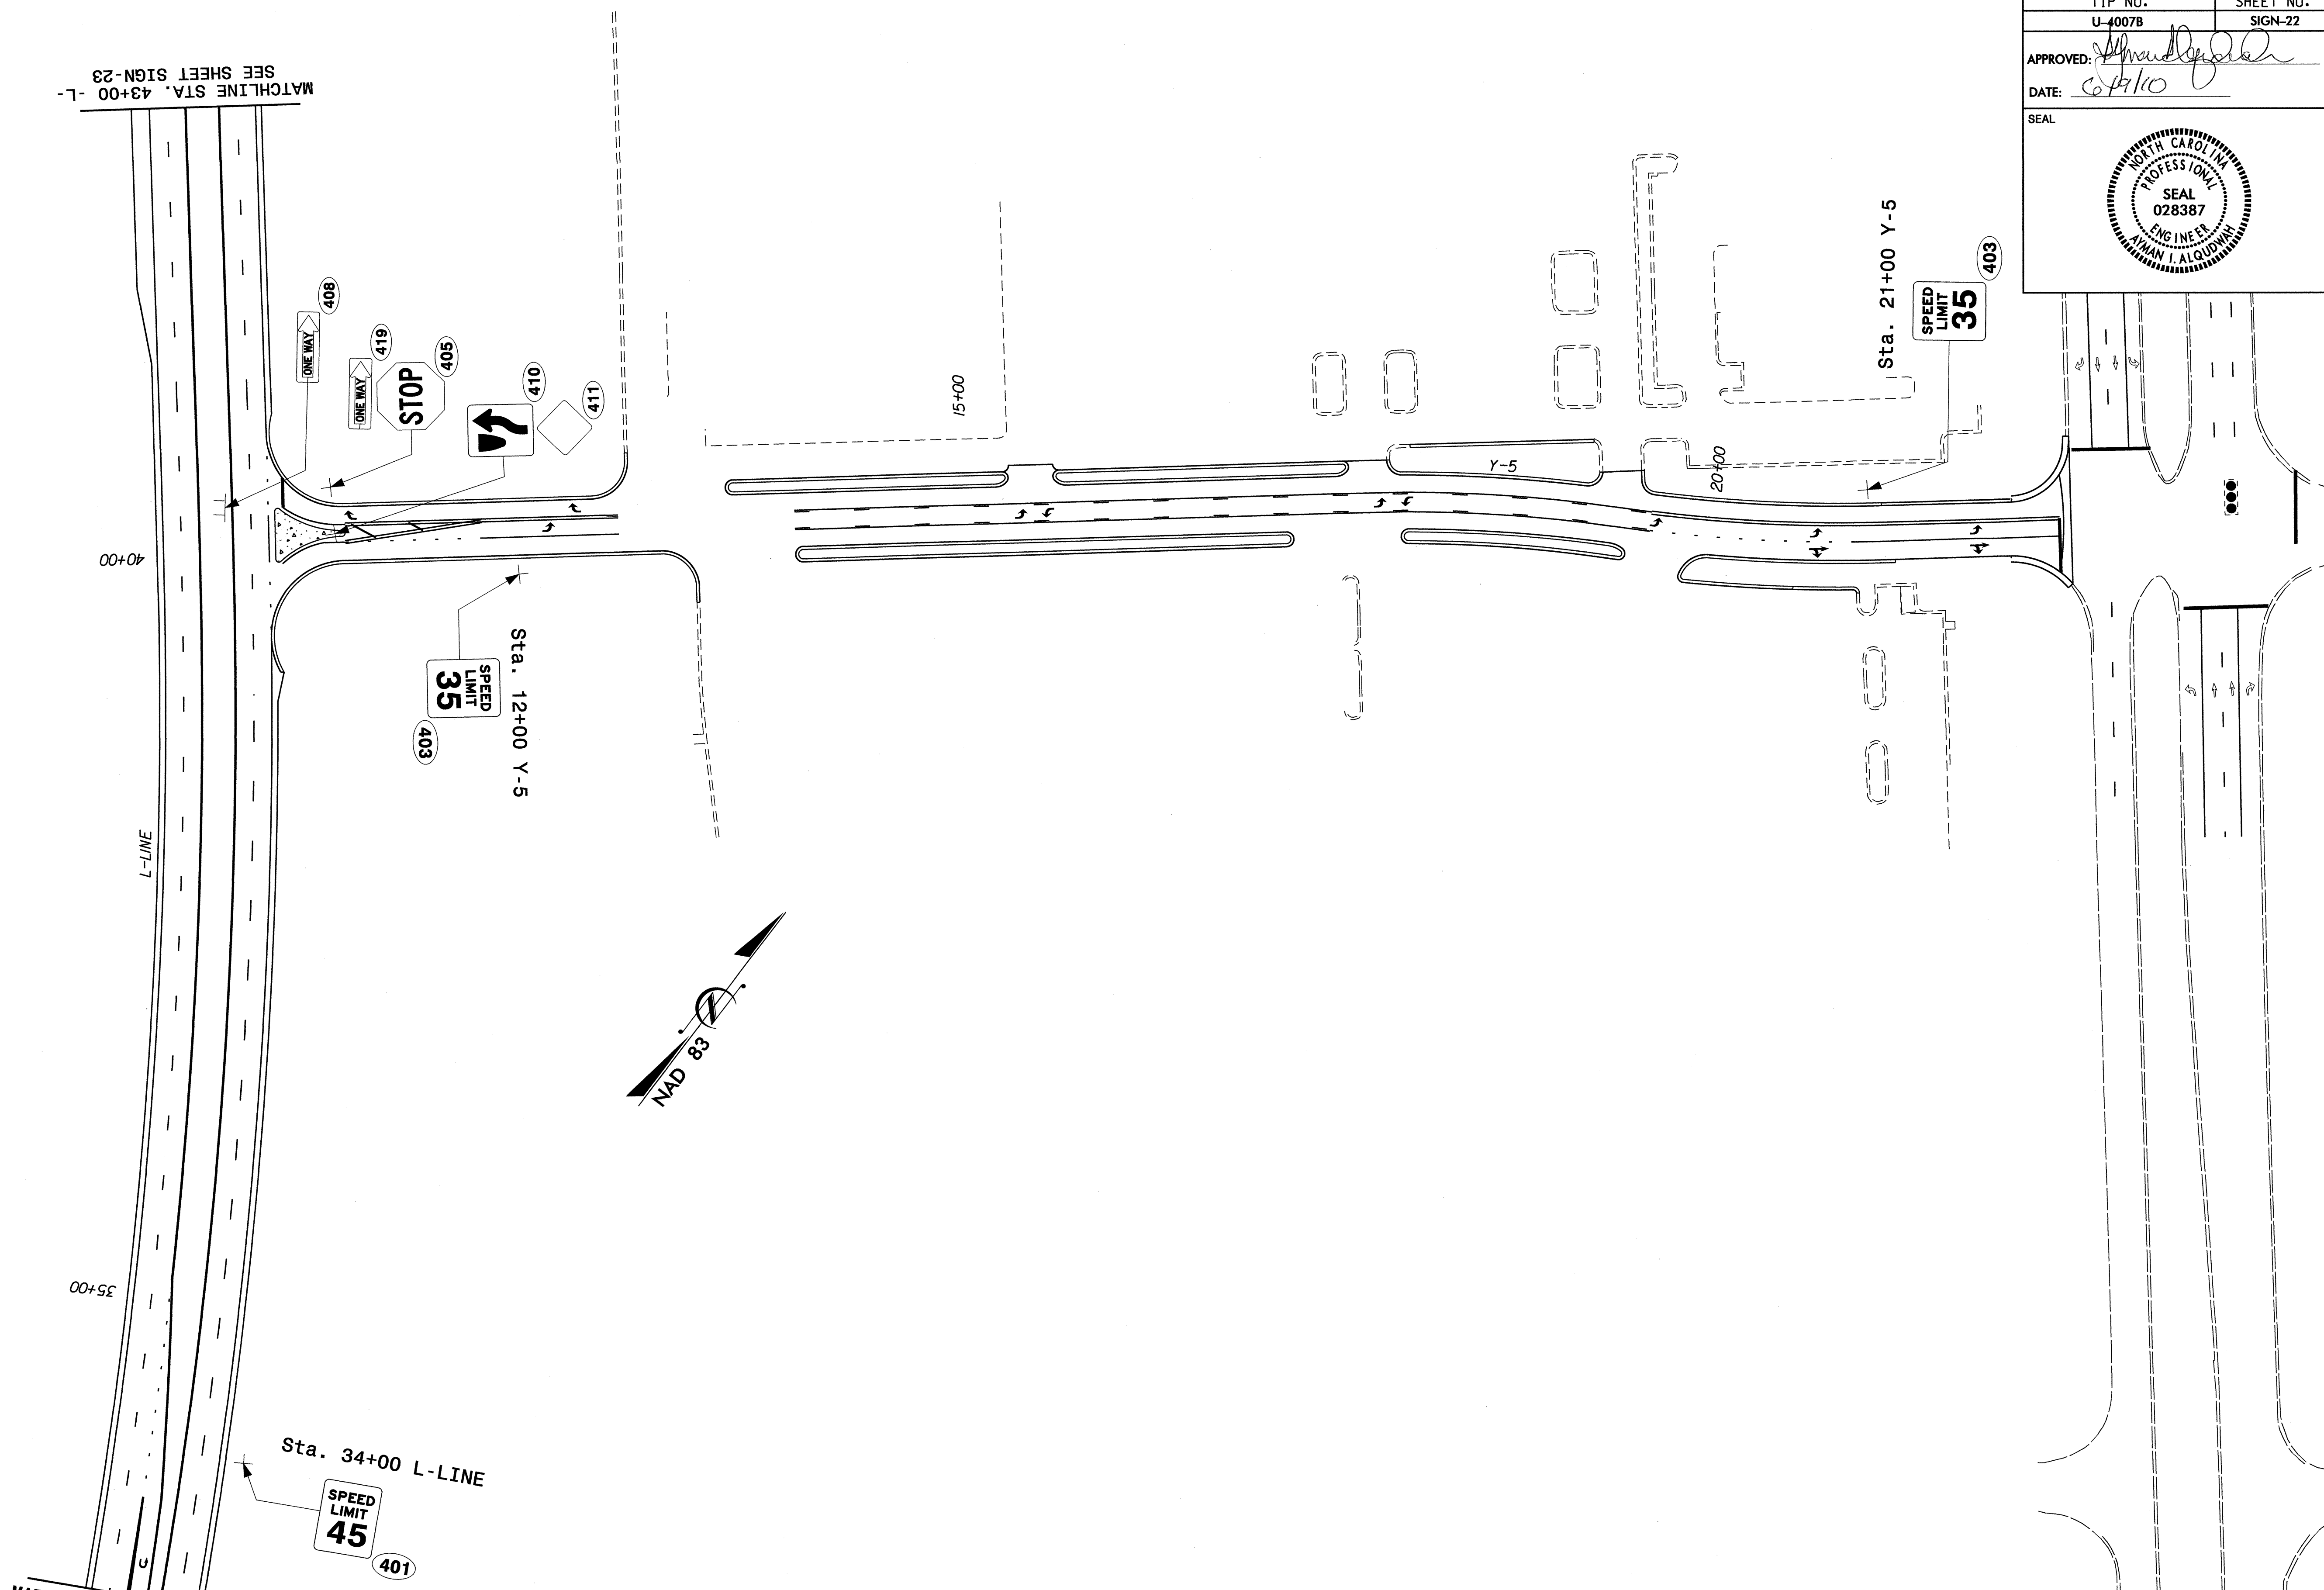 TIP NO.
SHEET NO.
U-4007B
SIGN-22
APPROVED:
DATE: 6/9/10
SEAL
NORTH CAROLINA
PROFESSIONAL
SEAL
028387
ENGINEER
AYMAN I. ALQUDWAH
MATCHLINE STA. 43+00 -L-
SEE SHEET SIGN-23
ONE WAY
408
ONE WAY
419
STOP
405
410
411
15+00
Y-5
20+00
Sta. 21+00 Y-5
SPEED
LIMIT
35
403
40+00
Sta. 12+00 Y-5
SPEED
LIMIT
35
403
L-LINE
NAD 83
35+00
Sta. 34+00 L-LINE
SPEED
LIMIT
45
401